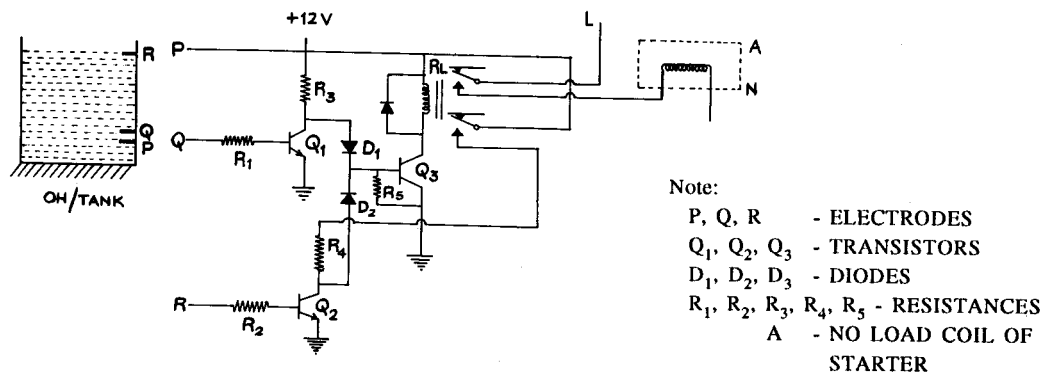 +12V
L
R P
R3
RL
A
N
Q
P
Q
R1
Q1
D1
Q3
R5
D2
OH/TANK
R4
R
R2
Q2
Note:
P, Q, R - ELECTRODES
Q1, Q2, Q3 - TRANSISTORS
D1, D2, D3 - DIODES
R1, R2, R3, R4, R5 - RESISTANCES
A - NO LOAD COIL OF
STARTER